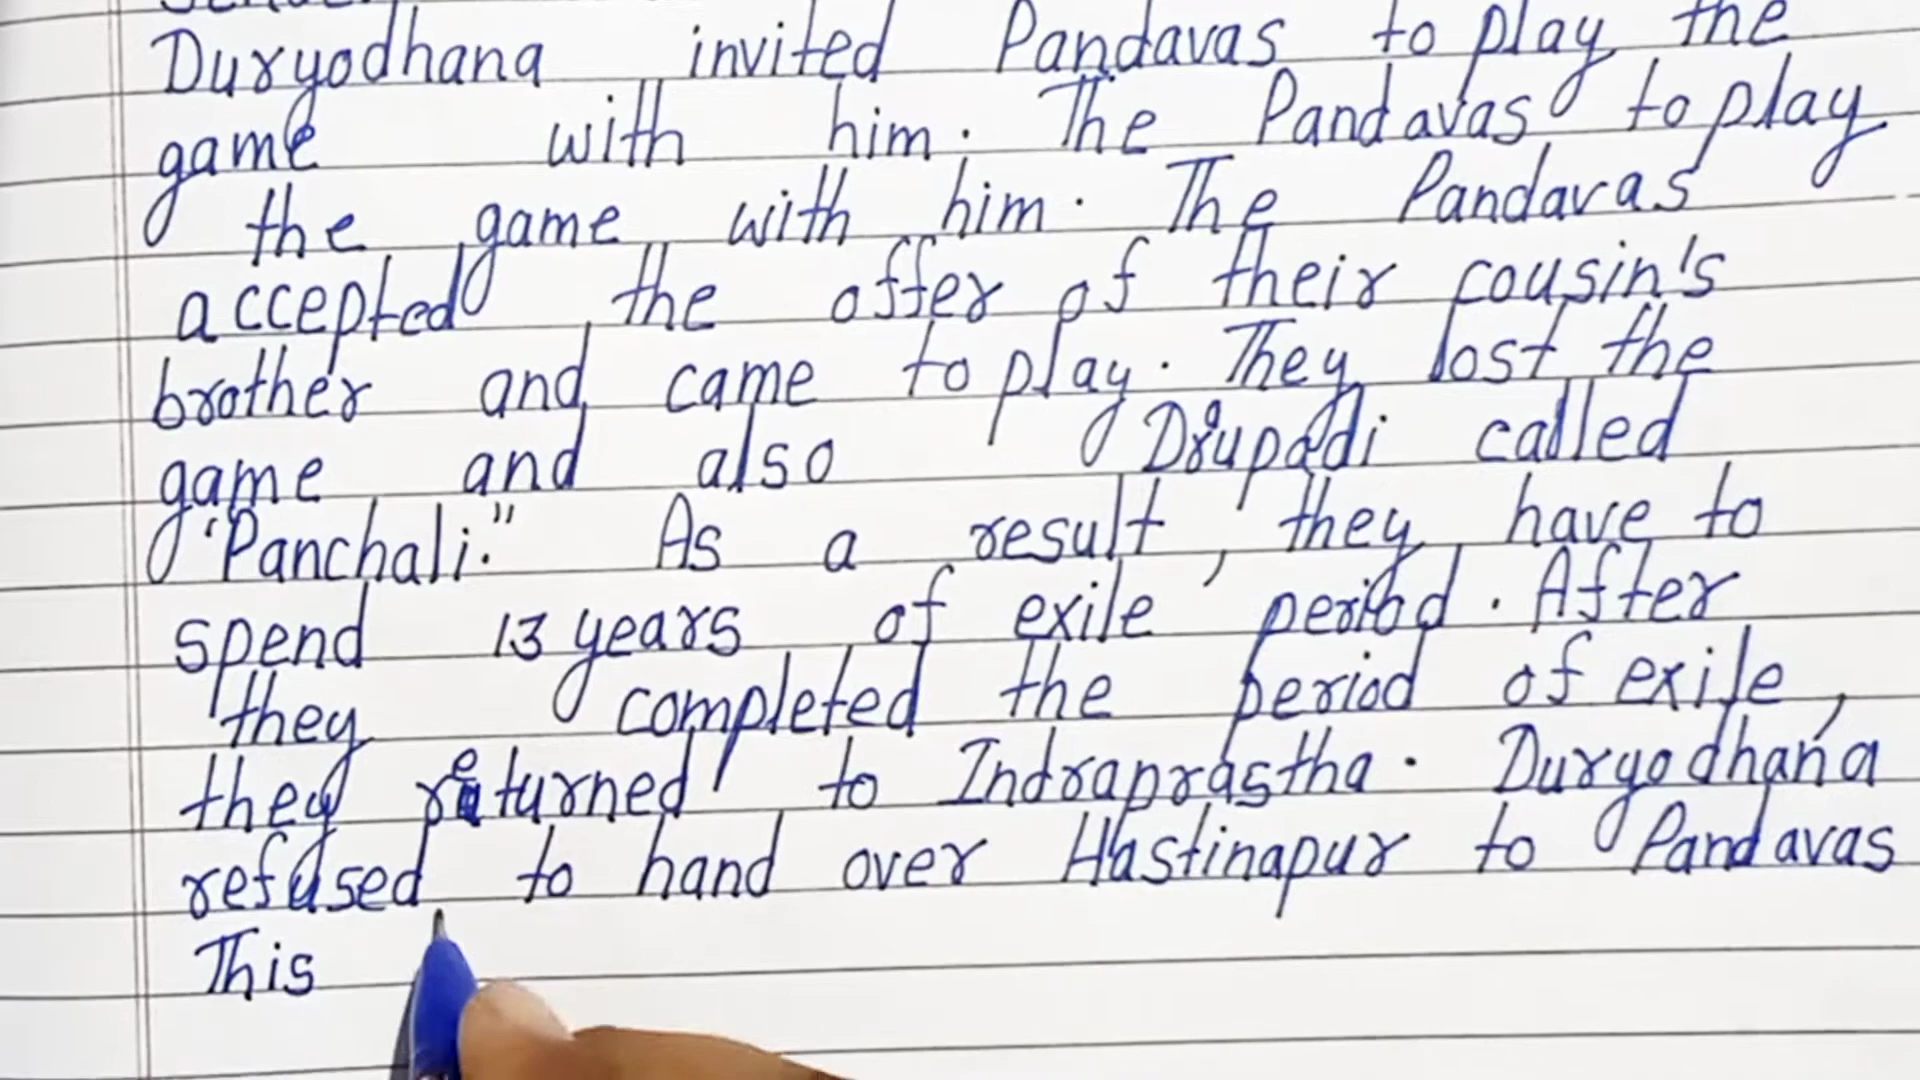 Duryodhana invited Pandavas to play the
game with him. The Pandavas to play
the game with him. The Pandavas
accepted the offer of their cousin's
brother and came to play. They lost the
game and also Drupadi called
"Panchali." As a result, they have to
spend 13 years of exile period. After
they completed the period of exile,
they returned to Indraprastha. Duryodhana
refused to hand over Hastinapur to Pandavas
This